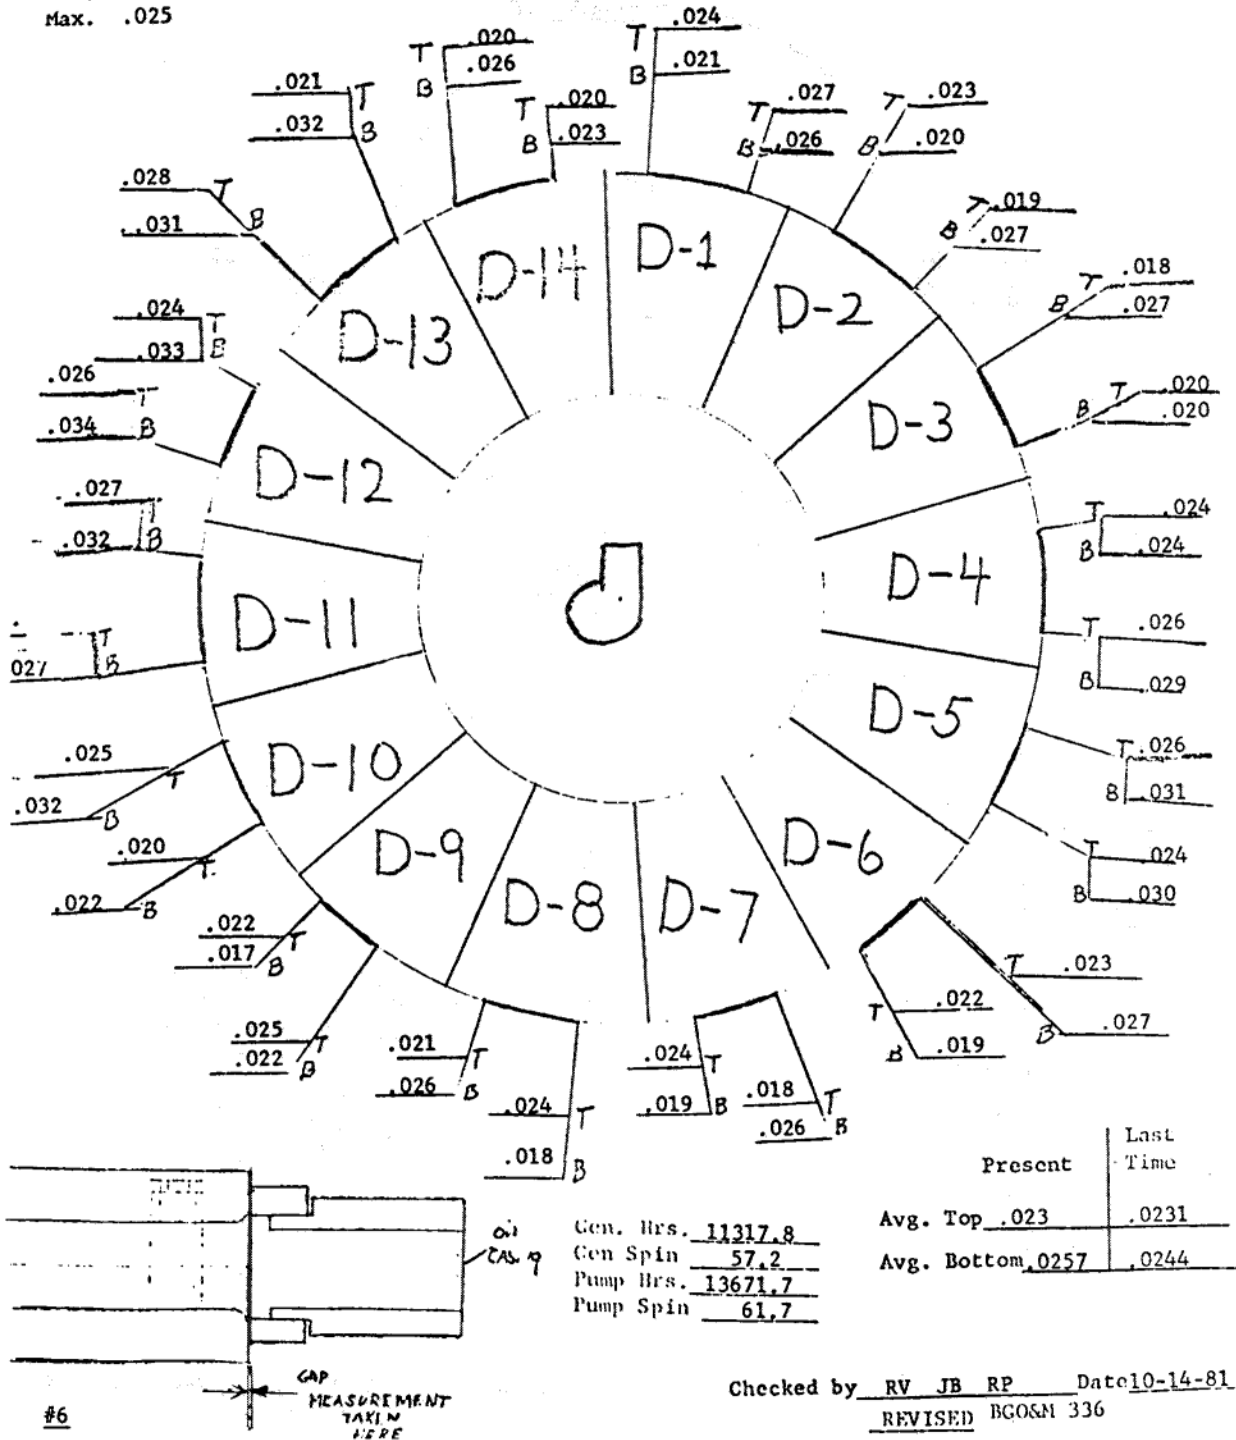 Max. .025
T .024
B .021
T .027
B .026
T .023
B .020
T .019
B .027
T .018
B .027
T .020
B .020
T .024
B .024
T .026
B .029
T .026
B .031
T .024
B .030
T .023
B .027
T .022
B .019
.018 T
.026 B
.024 T
.019 B
.024 T
.018 B
.021 T
.026 B
.025 T
.022 B
.022 T
.017 B
.020 T
.022 B
.025 T
.032 B
T
027 B
.027 T
.032 B
.026 T
.034 B
.024 T
.033 B
.028 T
.031 B
.021 T
.032 B
T .020
B .026
T .020
B .023
D-1
D-2
D-3
D-4
D-5
D-6
D-7
D-8
D-9
D-10
D-11
D-12
D-13
D-14
GAP
MEASUREMENT
TAKEN
HERE
#6
Gen. Hrs. 11317.8
Gen Spin 57.2
Pump Hrs. 13671.7
Pump Spin 61.7
Present Last Time
Avg. Top .023 .0231
Avg. Bottom .0257 .0244
Checked by RV JB RP Date 10-14-81
REVISED BGO&M 336